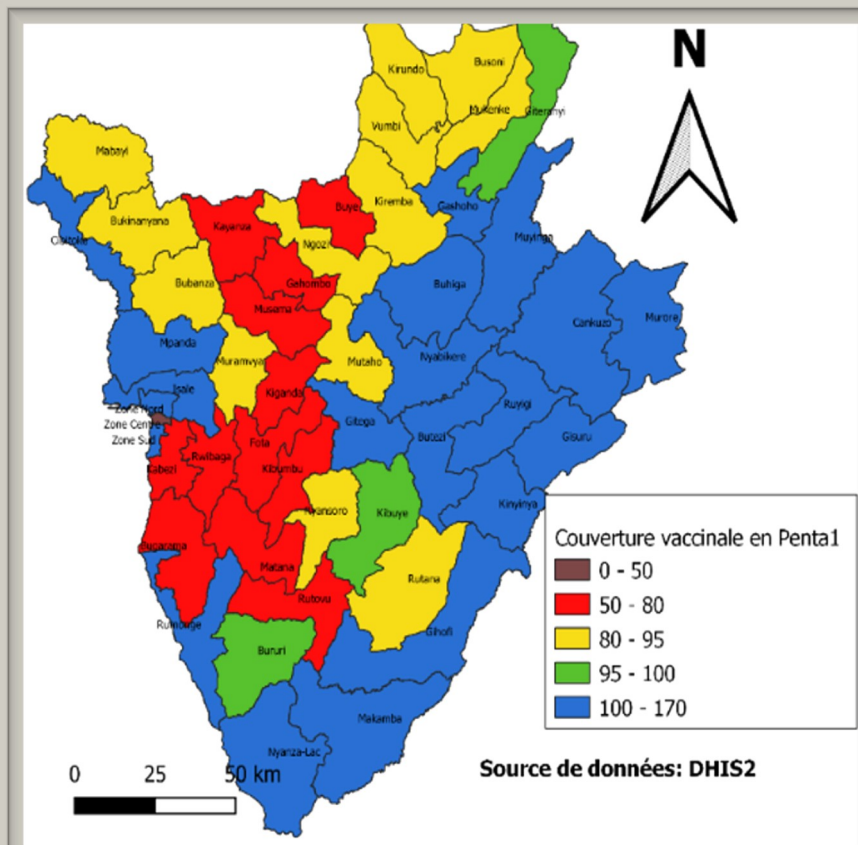 N
Kirundo
Busoni
Mukenke
Giteranyi
Vumbi
Mabayi
Kiremba
Gashoho
Buye
Kayanza
Bukinanyana
Cibitoke
Ngozi
Muyinga
Bubanza
Gahombo
Buhiga
Musema
Cankuzo
Murore
Mpanda
Muramvya
Mutaho
Nyabikere
Isale
Kiganda
Ruyigi
Zone Nord
Zone Centre
Zone Sud
Gitega
Fota
Butezi
Gisuru
Rwibaga
Kabezi
Kibumbu
Kinyinya
Nyansoro
Kibuye
Bugarama
Matana
Rutana
Rutovu
Rumonge
Gihofi
Bururi
Makamba
Nyanza-Lac
Couverture vaccinale en Penta1
0 - 50
50 - 80
80 - 95
95 - 100
100 - 170
0 25 50 km
Source de données: DHIS2